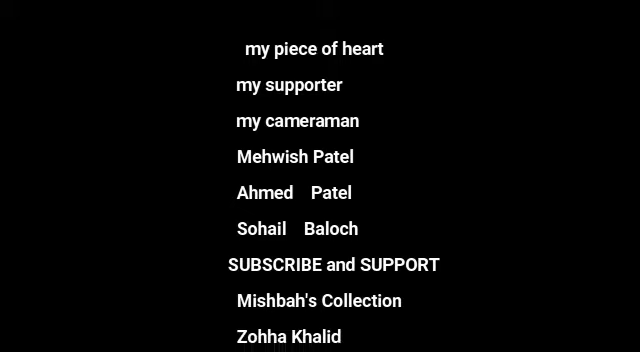 my piece of heart
my supporter
my cameraman
Mehwish Patel
Ahmed Patel
Sohail Baloch
SUBSCRIBE and SUPPORT
Mishbah's Collection
Zohha Khalid